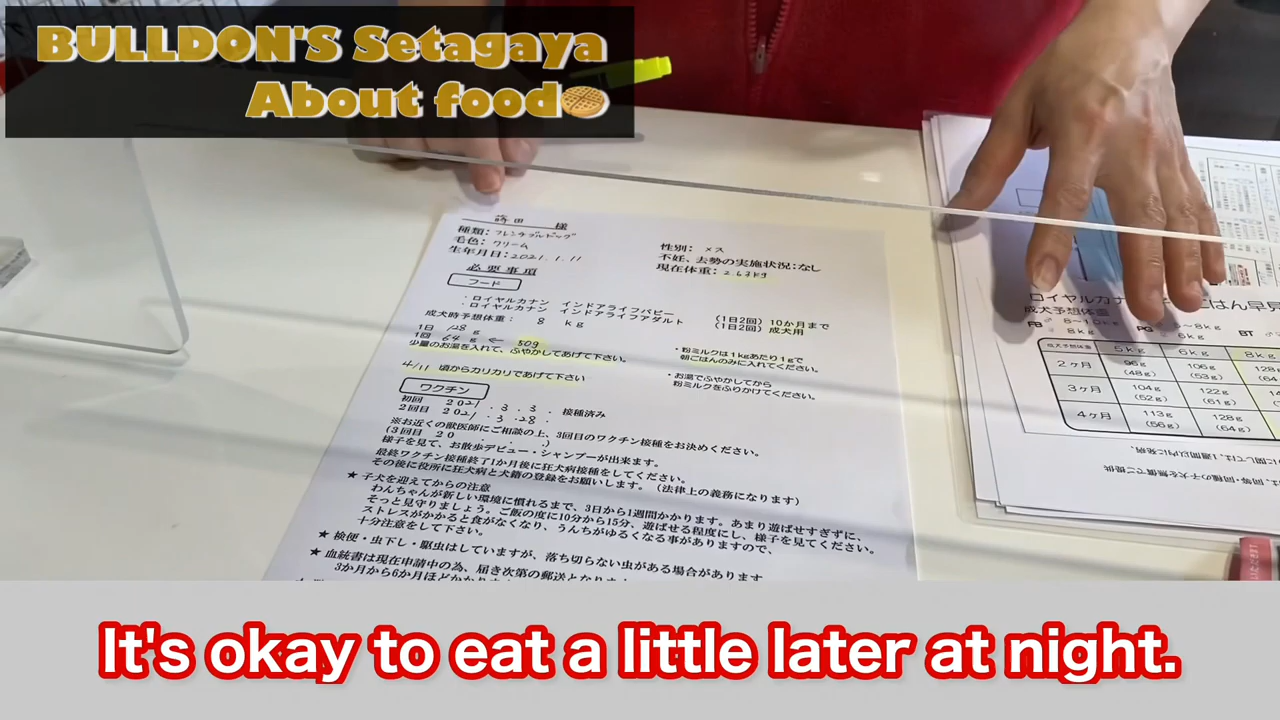 BULLDON'S Setagaya
About food
蒔田 様
種類：フレンチブルドッグ
毛色：クリーム
生年月日：2021.1.11
性別： メス
不妊、去勢の実施状況：なし
現在体重：2.63kg
必要事項
フード
・ロイヤルカナン インドアライフパピー (1日2回) 10か月まで
・ロイヤルカナン インドアライフアダルト (1日2回) 成犬用
成犬時予想体重： 8 kg
1日 128 g
1回 64 g ← 50g
少量のお湯を入れて、ふやかしてあげて下さい。
・粉ミルクは1kgあたり1gで
朝ごはんのみに入れてください。
4/11 頃からカリカリであげて下さい
・お湯でふやかしてから
粉ミルクをふりかけてください。
ワクチン
初回 2021.3.3. 接種済み
2回目 2021.3.28.
※お近くの獣医師にご相談の上、3回目のワクチン接種をお決めください。
(3回目 20 . . .)
様子を見て、お散歩デビュー・シャンプーが出来ます。
最終ワクチン接種終了1か月後に狂犬病接種をしてください。
その後に役所に狂犬病と犬籍の登録をお願いします。（法律上の義務になります）
★ 子犬を迎えてからの注意
わんちゃんが新しい環境に慣れるまで、3日から1週間かかります。あまり遊ばせすぎずに、
そっと見守りましょう。ご飯の度に10分から15分、遊ばせる程度にし、様子を見てください。
ストレスがかかると食がなくなり、うんちがゆるくなる事がありますので、
十分注意をして下さい。
★ 検便・虫下し・駆虫はしていますが、落ち切らない虫がある場合があります
★ 血統書は現在申請中の為、届き次第の郵送となります
ロイヤルカナ
ごはん早見
成犬予想体重
FB
8kg
PG
BT
成犬予想体重 5kg 6kg 8kg
2ヶ月 96g (48g) 106g (53g) 128
3ヶ月 104g (52g) 122g (61g)
4ヶ月 113g (56g) 128g (64g)
It's okay to eat a little later at night.